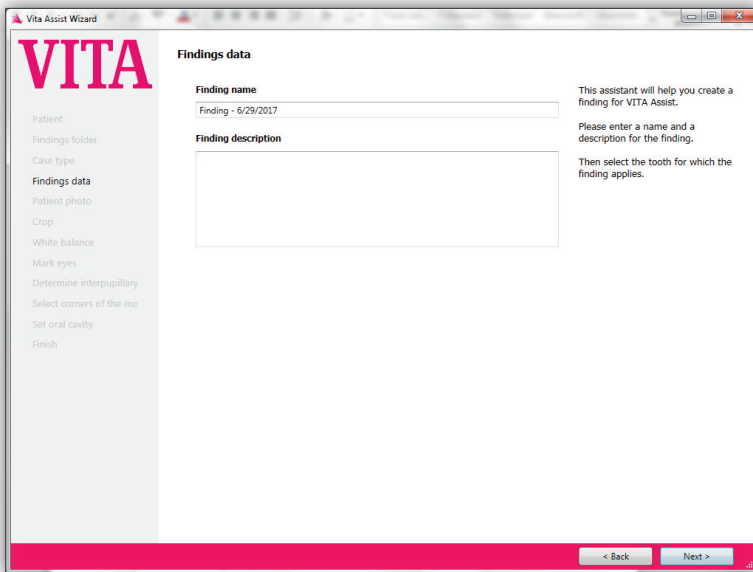 Vita Assist Wizard
VITA
Patient
Findings folder
Case type
Findings data
Patient photo
Crop
White balance
Mark eyes
Determine interpupillary
Select corners of the mo
Set oral cavity
Finish
Findings data
Finding name
Finding - 6/29/2017
Finding description
This assistant will help you create a
finding for VITA Assist.
Please enter a name and a
description for the finding.
Then select the tooth for which the
finding applies.
< Back
Next >